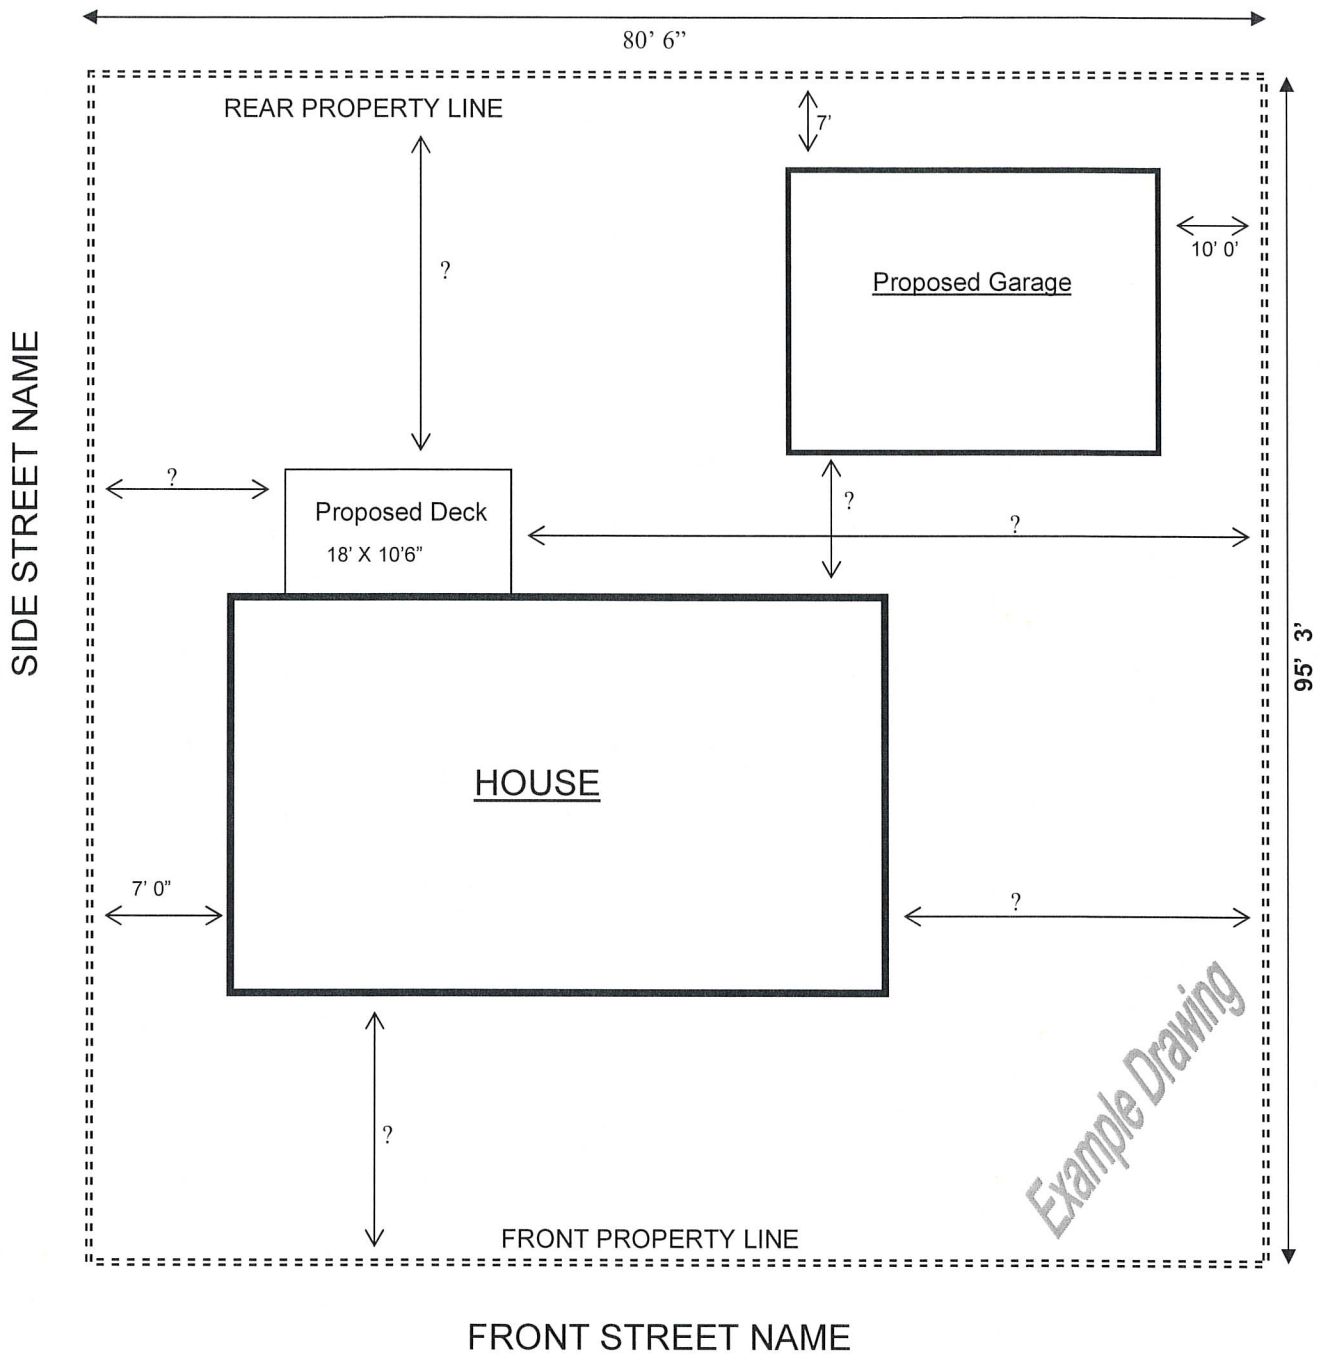 80’ 6”
REAR PROPERTY LINE
7’
10’ 0’
Proposed Garage
?
SIDE STREET NAME
?
?
?
Proposed Deck
18’ X 10’6”
95’ 3’
HOUSE
7’ 0”
?
Example Drawing
?
FRONT PROPERTY LINE
FRONT STREET NAME